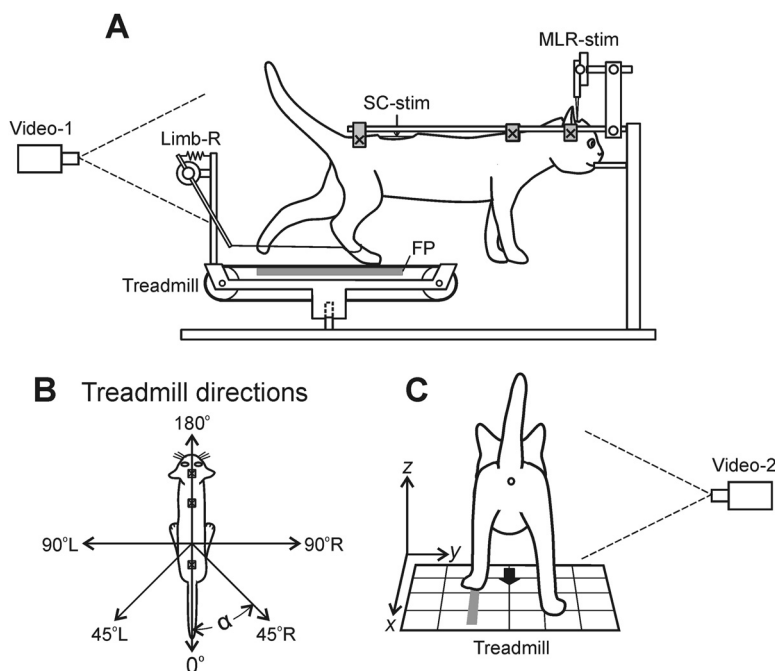 A
MLR-stim
SC-stim
Video-1
Limb-R
FP
Treadmill
B
Treadmill directions
180°
90°L
90°R
45°L
α
45°R
0°
C
Video-2
z
y
x
Treadmill